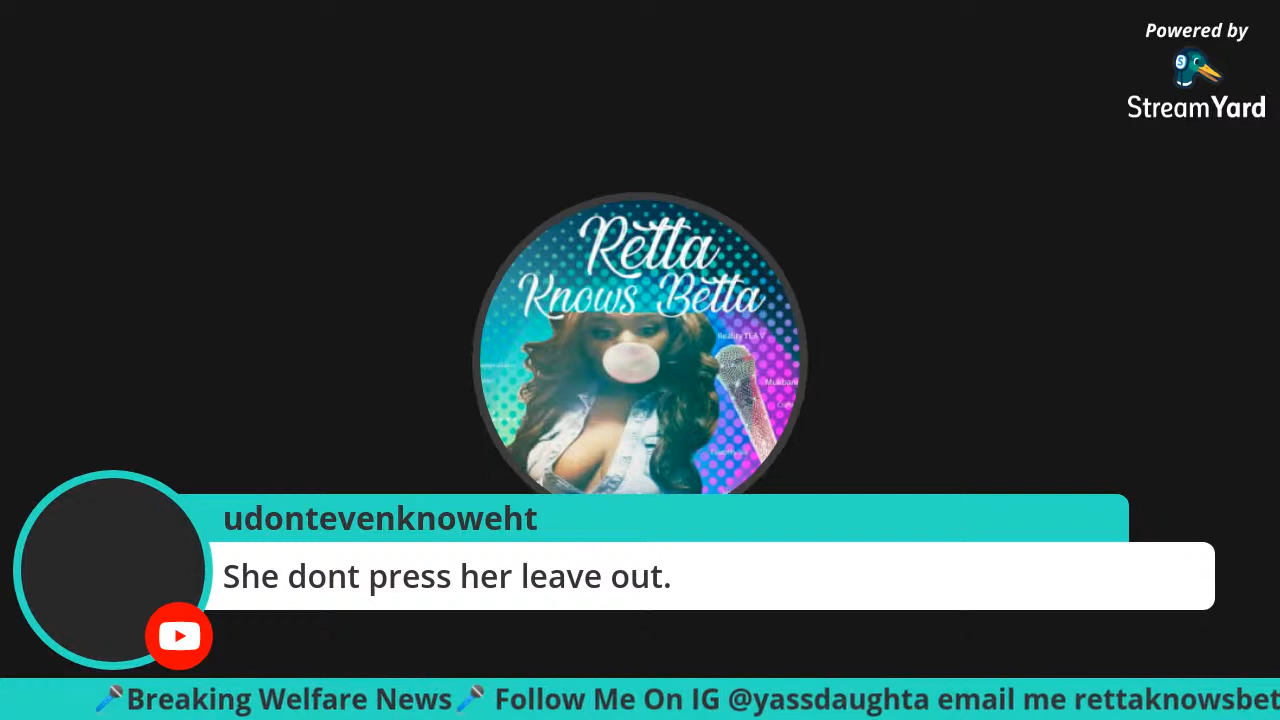 Powered by
StreamYard
Retta
Knows Betta
udontevenknoweht
She dont press her leave out.
🎤Breaking Welfare News🎤 Follow Me On IG @yassdaughta email me rettaknowsbet